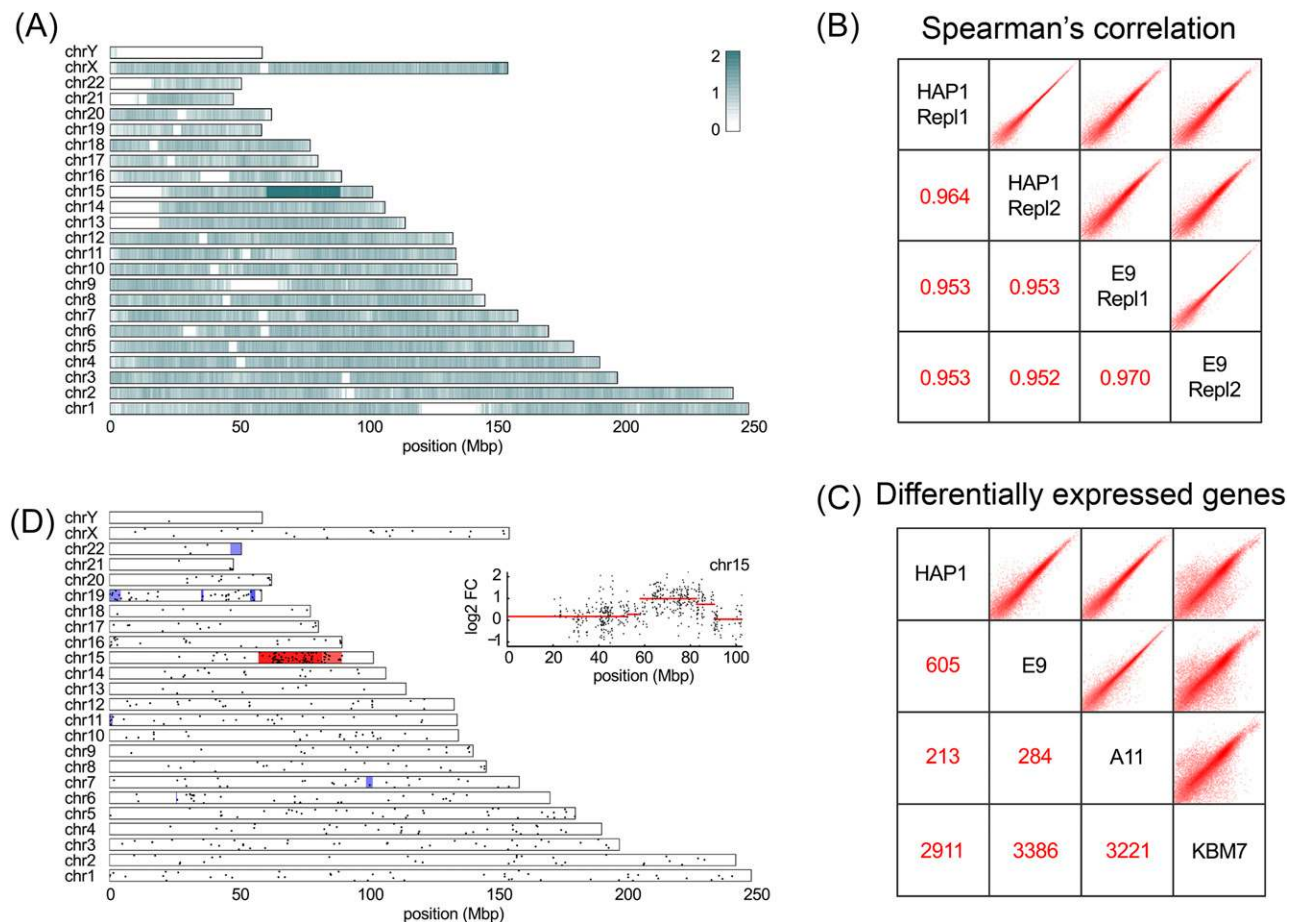 (A)
chrY
chrX
chr22
chr21
chr20
chr19
chr18
chr17
chr16
chr15
chr14
chr13
chr12
chr11
chr10
chr9
chr8
chr7
chr6
chr5
chr4
chr3
chr2
chr1
0 50 100 150 200 250
position (Mbp)
2
1
0
(B)
Spearman's correlation
HAP1
Repl1
0.964 HAP1
Repl2
0.953 0.953 E9
Repl1
0.953 0.952 0.970 E9
Repl2
(C) Differentially expressed genes
HAP1
605 E9
213 284 A11
2911 3386 3221 KBM7
(D)
chrY
chrX
chr22
chr21
chr20
chr19
chr18
chr17
chr16
chr15
chr14
chr13
chr12
chr11
chr10
chr9
chr8
chr7
chr6
chr5
chr4
chr3
chr2
chr1
0 50 100 150 200 250
position (Mbp)
chr15
log2 FC
2
1
0
−1
0 20 40 60 80 100
position (Mbp)